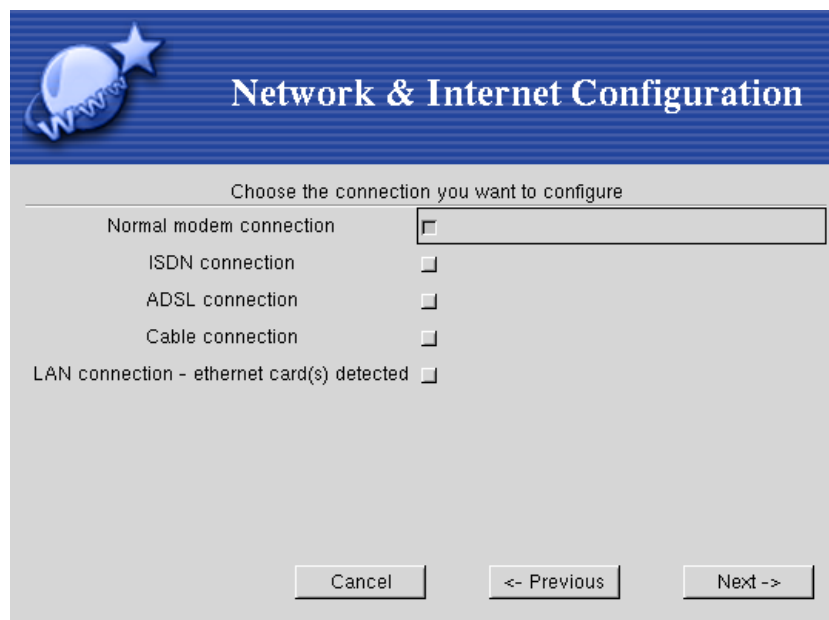 WWW
Network & Internet Configuration
Choose the connection you want to configure
Normal modem connection
ISDN connection
ADSL connection
Cable connection
LAN connection - ethernet card(s) detected
Cancel
<- Previous
Next ->